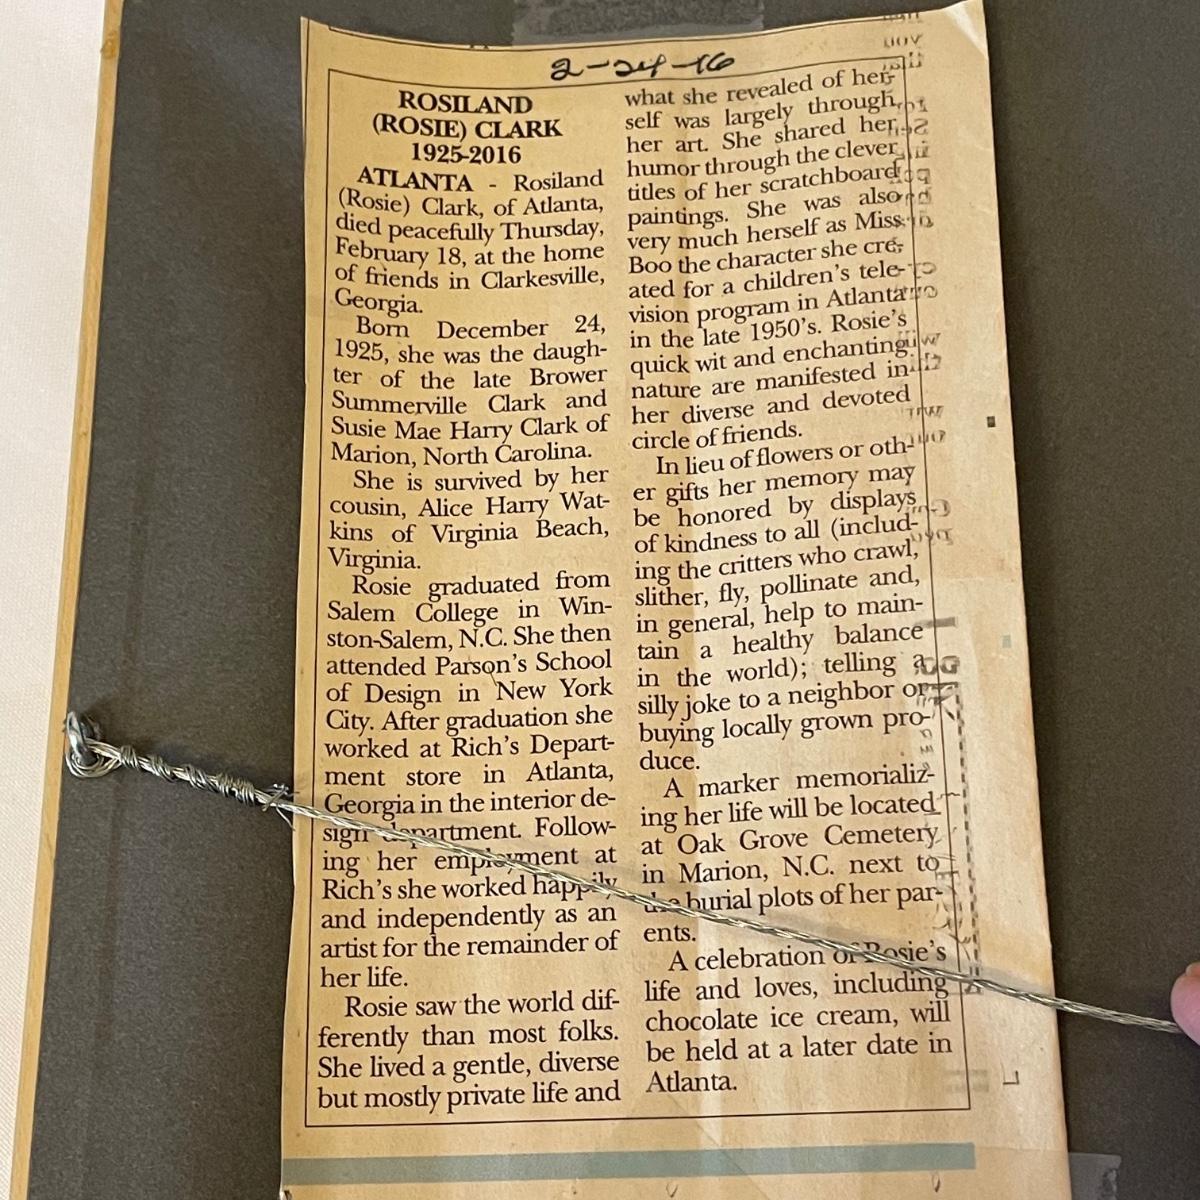 2-24-16
ROSILAND
(ROSIE) CLARK
1925-2016
ATLANTA - Rosiland
(Rosie) Clark, of Atlanta,
died peacefully Thursday,
February 18, at the home
of friends in Clarkesville,
Georgia.
Born December 24,
1925, she was the daugh-
ter of the late Brower
Summerville Clark and
Susie Mae Harry Clark of
Marion, North Carolina.
She is survived by her
cousin, Alice Harry Wat-
kins of Virginia Beach,
Virginia.
Rosie graduated from
Salem College in Win-
ston-Salem, N.C. She then
attended Parson's School
of Design in New York
City. After graduation she
worked at Rich's Depart-
ment store in Atlanta,
Georgia in the interior de-
sign department. Follow-
ing her employment at
Rich's she worked happily
and independently as an
artist for the remainder of
her life.
Rosie saw the world dif-
ferently than most folks.
She lived a gentle, diverse
but mostly private life and
what she revealed of her-
self was largely through
her art. She shared her
humor through the clever
titles of her scratchboard
paintings. She was also
very much herself as Miss
Boo the character she cre-
ated for a children's tele-
vision program in Atlanta
in the late 1950's. Rosie's
quick wit and enchanting
nature are manifested in
her diverse and devoted
circle of friends.
In lieu of flowers or oth-
er gifts her memory may
be honored by displays
of kindness to all (includ-
ing the critters who crawl,
slither, fly, pollinate and,
in general, help to main-
tain a healthy balance
in the world); telling a
silly joke to a neighbor or
buying locally grown pro-
duce.
A marker memorializ-
ing her life will be located
at Oak Grove Cemetery
in Marion, N.C. next to
the burial plots of her par-
ents.
A celebration of Rosie's
life and loves, including
chocolate ice cream, will
be held at a later date in
Atlanta.